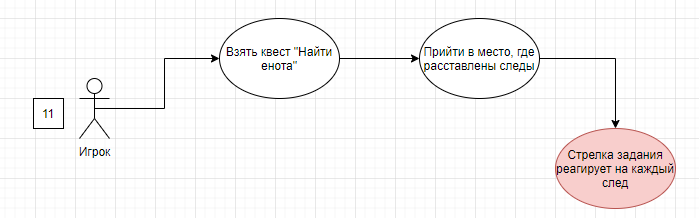 Взять квест "Найти
енота"
Прийти в место, где
расставлены следы
11
Игрок
Стрелка задания
реагирует на каждый
след